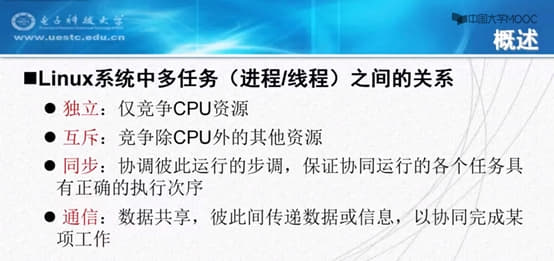 电子科技大学
www.uestc.edu.cn
中国大学MOOC
概述
■Linux系统中多任务（进程/线程）之间的关系
●独立：仅竞争CPU资源
●互斥：竞争除CPU外的其他资源
●同步：协调彼此运行的步调，保证协同运行的各个任务具
有正确的执行次序
●通信：数据共享，彼此间传递数据或信息，以协同完成某
项工作